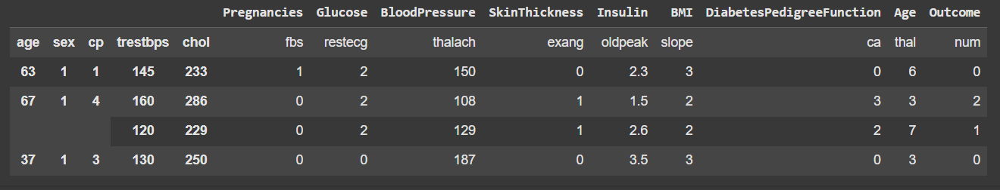 Pregnancies Glucose BloodPressure SkinThickness Insulin BMI DiabetesPedigreeFunction Age Outcome
age sex cp trestbps chol fbs restecg thalach exang oldpeak slope ca thal num
63 1 1 145 233 1 2 150 0 2.3 3 0 6 0
67 1 4 160 286 0 2 108 1 1.5 2 3 3 2
120 229 0 2 129 1 2.6 2 2 7 1
37 1 3 130 250 0 0 187 0 3.5 3 0 3 0